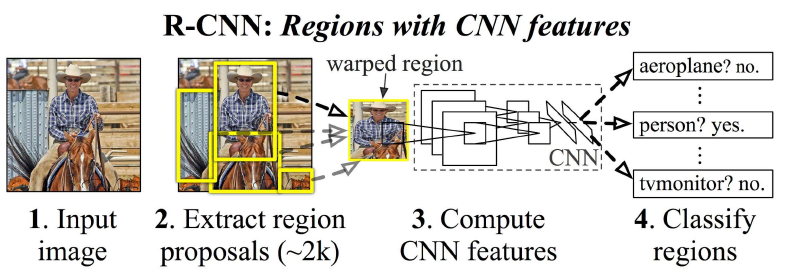 R-CNN: Regions with CNN features
warped region
aeroplane? no.
⋮
person? yes.
⋮
tvmonitor? no.
CNN
1. Input
image
2. Extract region
proposals (~2k)
3. Compute
CNN features
4. Classify
regions